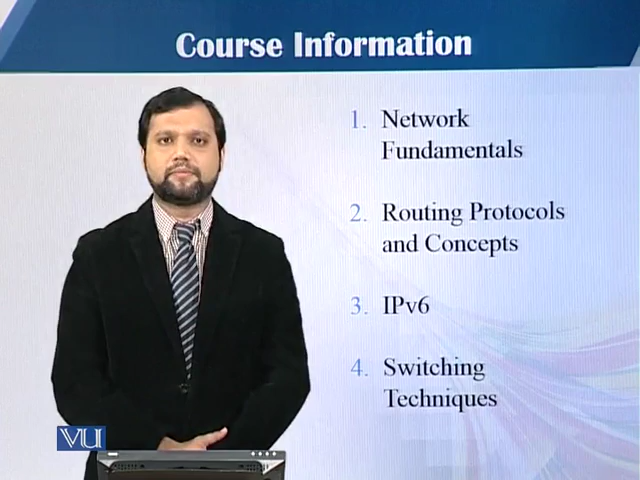 Course Information
1. Network
Fundamentals
2. Routing Protocols
and Concepts
3. IPv6
4. Switching
Techniques
VU